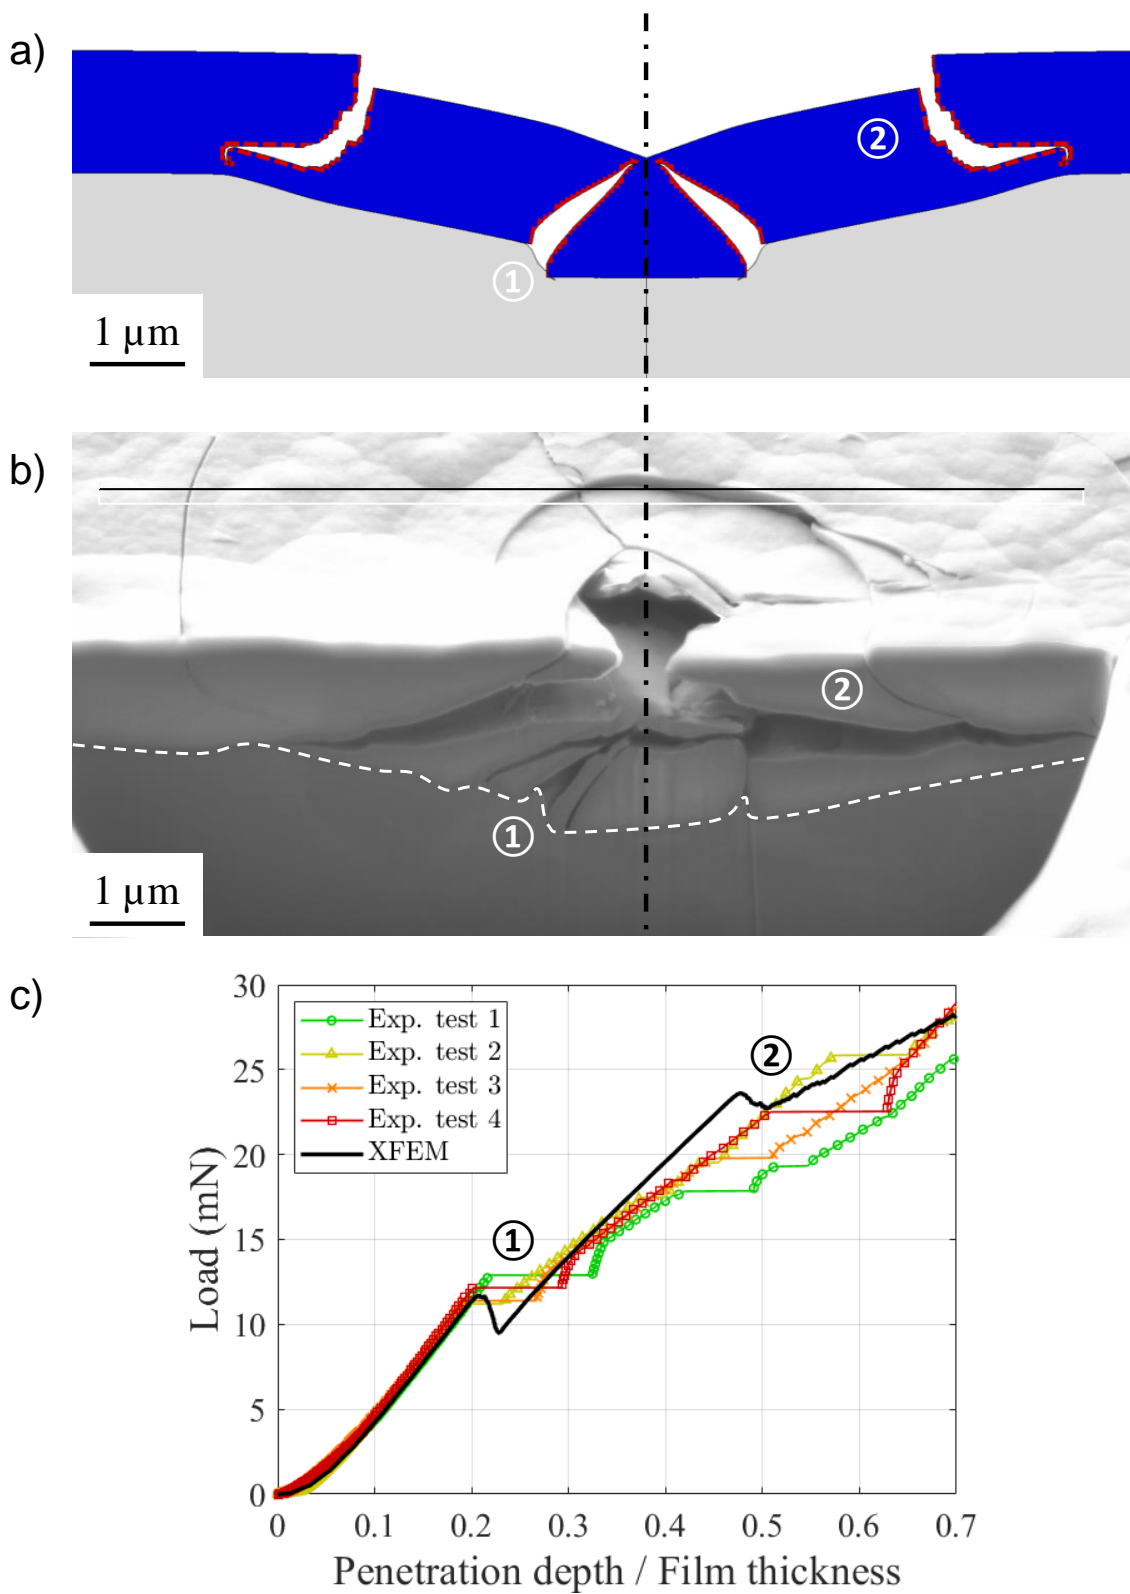 a)
②
①
1 µm
b)
②
①
1 µm
c)
30
25
20
15
10
5
0
Load (mN)
Exp. test 1
Exp. test 2
Exp. test 3
Exp. test 4
XFEM
②
①
0 0.1 0.2 0.3 0.4 0.5 0.6 0.7
Penetration depth / Film thickness